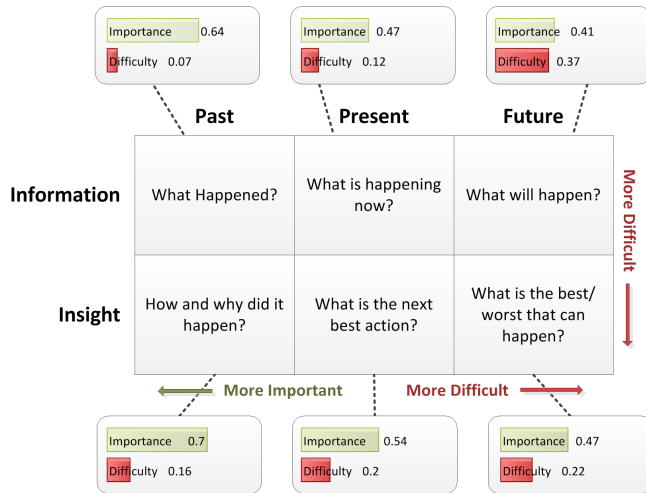 Importance 0.64
Difficulty 0.07
Importance 0.47
Difficulty 0.12
Importance 0.41
Difficulty 0.37
Past
Present
Future
Information
What Happened?
What is happening
now?
What will happen?
More Difficult
Insight
How and why did it
happen?
What is the next
best action?
What is the best/
worst that can
happen?
More Important
More Difficult
Importance 0.7
Difficulty 0.16
Importance 0.54
Difficulty 0.2
Importance 0.47
Difficulty 0.22